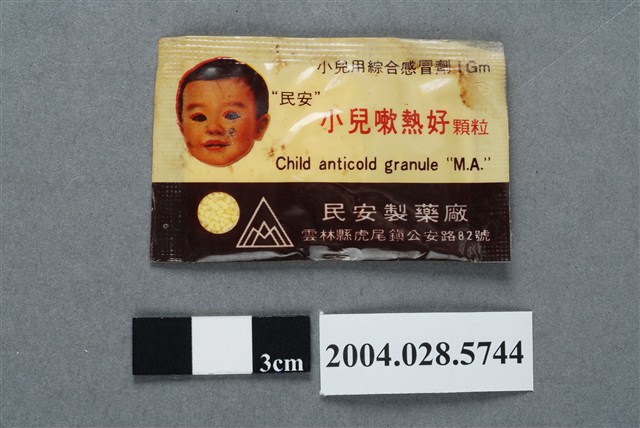 小兒用綜合感冒劑 1Gm
“民安”
小兒嗽熱好顆粒
Child anticold granule "M.A."
民安製藥廠
雲林縣虎尾鎮公安路82號
3cm
2004.028.5744